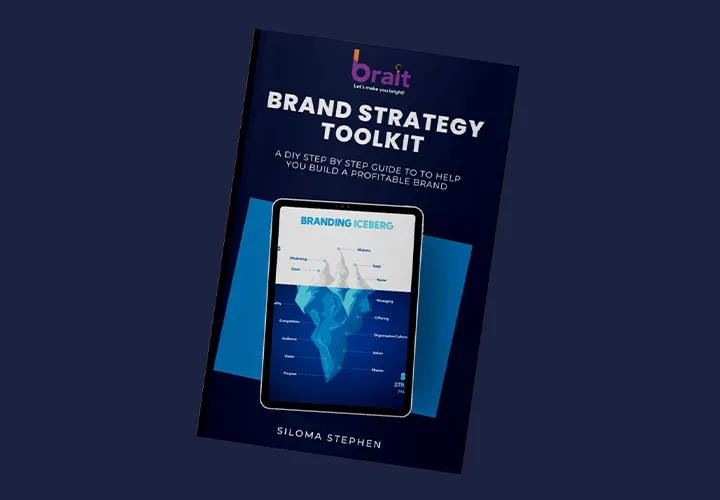 brait
Let's make you bright!
BRAND STRATEGY
TOOLKIT
A DIY STEP BY STEP GUIDE TO TO HELP
YOU BUILD A PROFITABLE BRAND
BRANDING ICEBERG
Website
Marketing
Logo
Color
Name
Messaging
Competition
Offering
Audience
Organization Culture
Vision
Values
Purpose
Mission
SILOMA STEPHEN